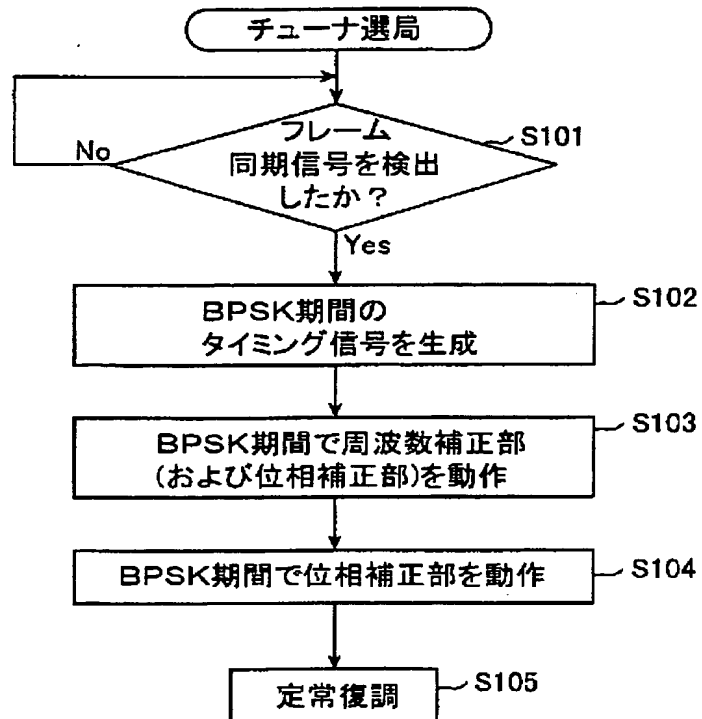 チューナ選局
フレーム
同期信号を検出
したか？
S101
No
Yes
BPSK期間の
タイミング信号を生成
S102
BPSK期間で周波数補正部
(および位相補正部)を動作
S103
BPSK期間で位相補正部を動作
S104
定常復調
S105